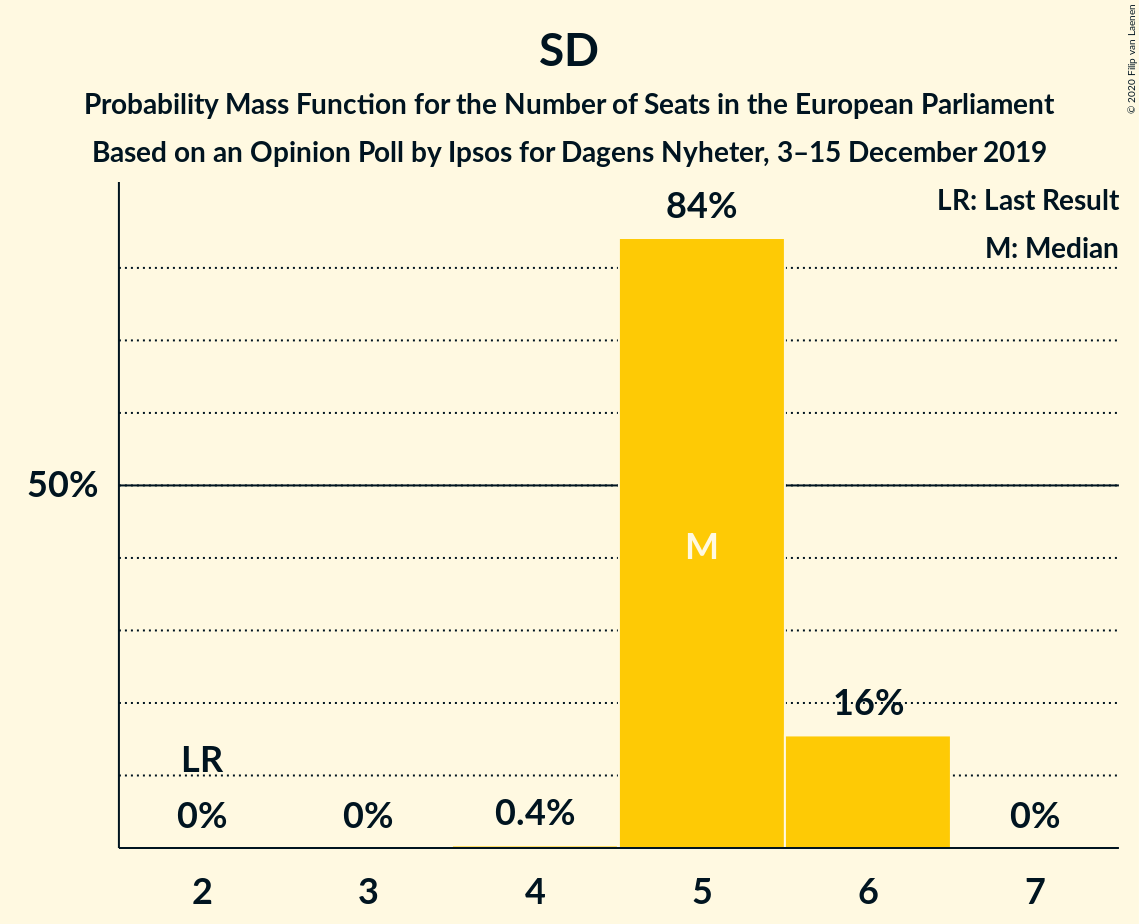 SD
Probability Mass Function for the Number of Seats in the European Parliament
Based on an Opinion Poll by Ipsos for Dagens Nyheter, 3–15 December 2019
© 2020 Filip van Laenen
LR: Last Result
M: Median
84%
50%
M
16%
LR
0%
0%
0.4%
0%
2 3 4 5 6 7